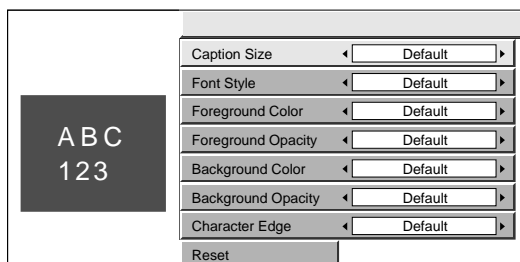 ABC
123
Caption Size Default
Font Style Default
Foreground Color Default
Foreground Opacity Default
Background Color Default
Background Opacity Default
Character Edge Default
Reset